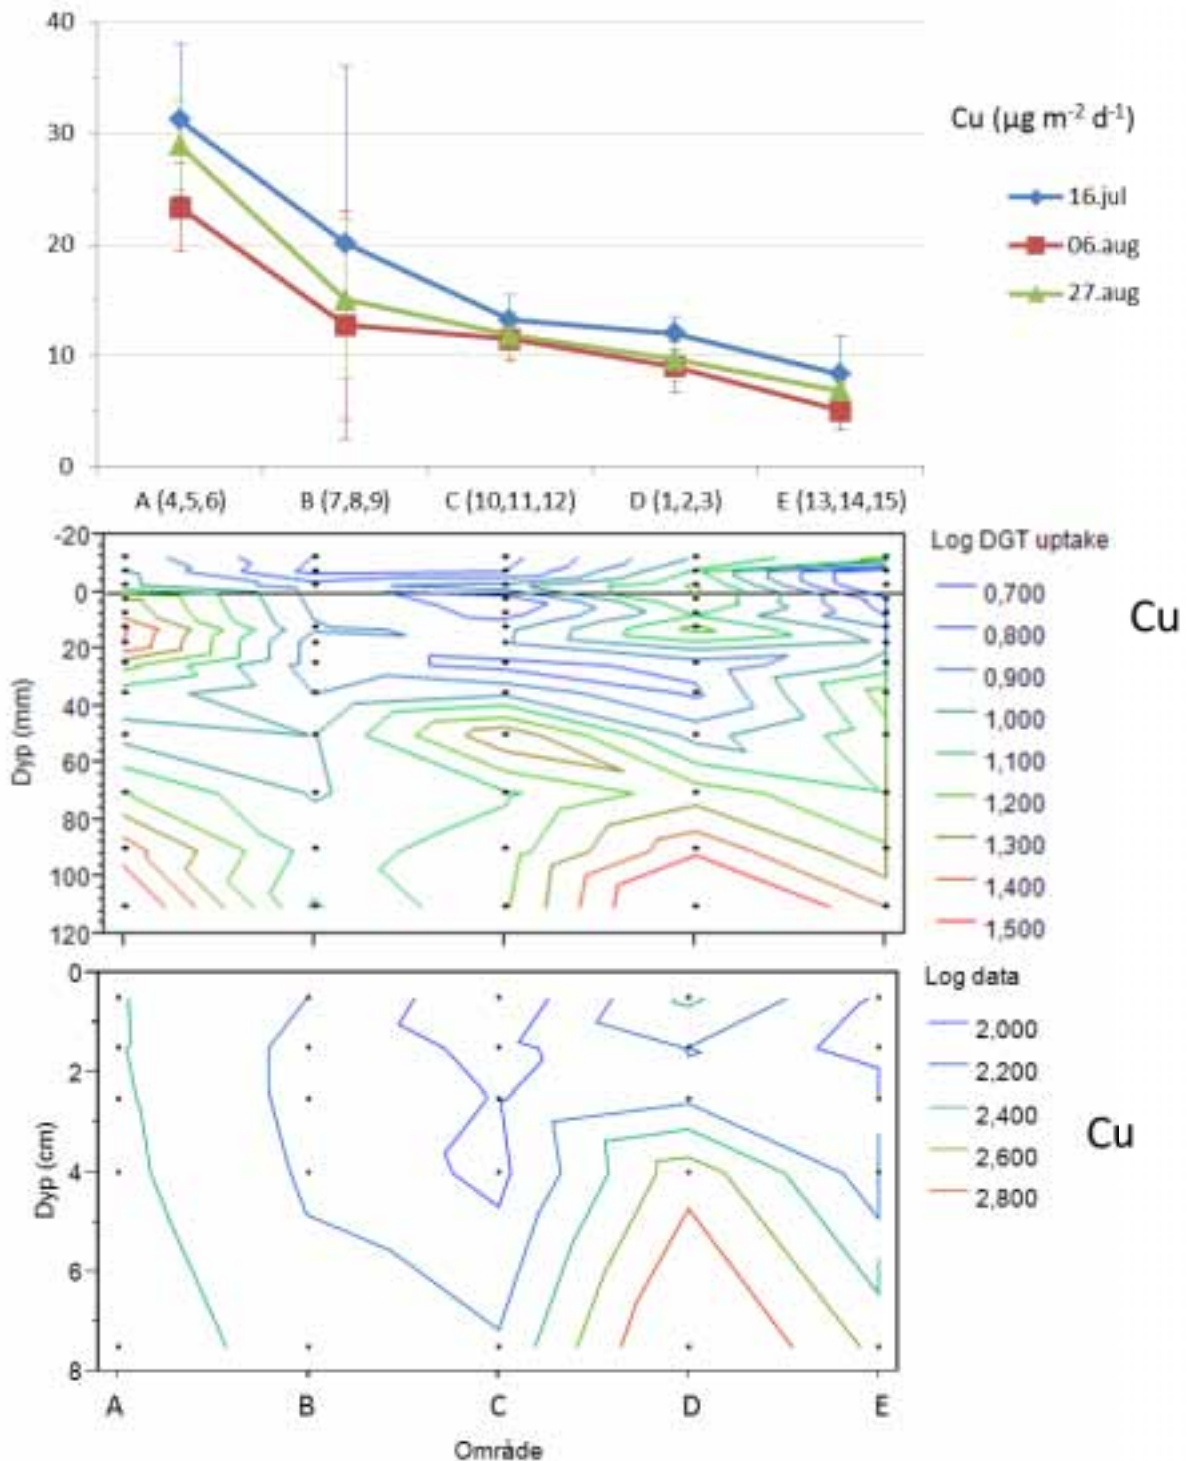 40
30
20
10
0
Cu (µg m⁻² d⁻¹)
16.jul
06.aug
27.aug
A (4,5,6) B (7,8,9) C (10,11,12) D (1,2,3) E (13,14,15)
Log DGT uptake
0,700
0,800
0,900
1,000
1,100
1,200
1,300
1,400
1,500
Cu
Dyp (mm)
-20
0
20
40
60
80
100
120
Log data
2,000
2,200
2,400
2,600
2,800
Cu
Dyp (cm)
0
2
4
6
8
A B C D E
Område